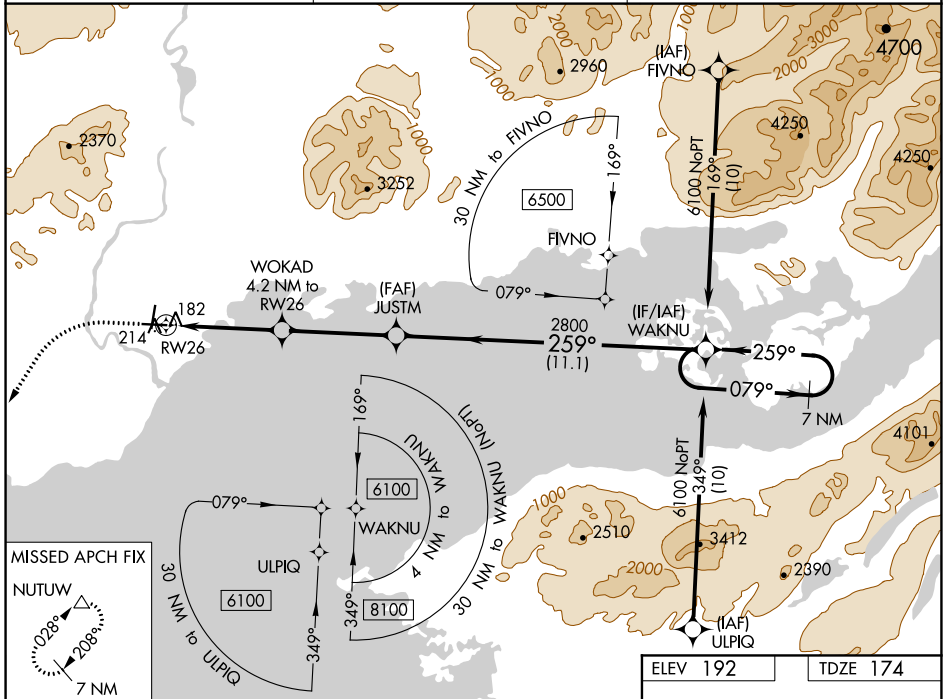 1000
2000
2960
3000
2000
4700
(IAF)
FIVNO
4250
4250
2370
1000
3252
30 NM to FIVNO
169°
6500
FIVNO
079°
6100 NoPT
169°
(10)
WOKAD
4.2 NM to
RW26
(FAF)
JUSTM
182
214
RW26
2800
259°
(11.1)
(IF/IAF)
WAKNU
259°
079°
7 NM
169°
4 NM to WAKNU
30 NM to WAKNU (NoPT)
6100
WAKNU
349°
8100
079°
ULPIQ
6100
349°
30 NM to ULPIQ
6100 NoPT
349°
(10)
4101
1000
2510
3412
2000
2390
(IAF)
ULPIQ
MISSED APCH FIX
NUTUW
028°
208°
7 NM
ELEV 192
TDZE 174